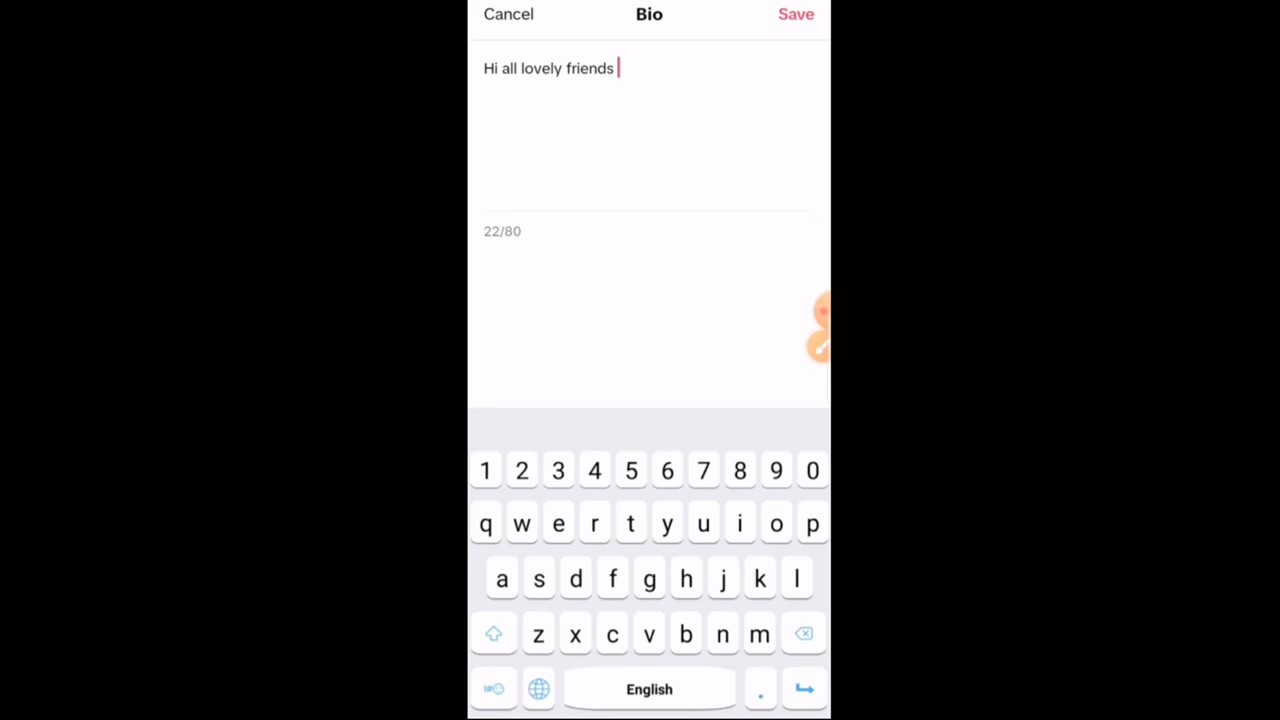 Cancel Bio Save
Hi all lovely friends
22/80
1 2 3 4 5 6 7 8 9 0
q w e r t y u i o p
a s d f g h j k l
z x c v b n m
!#☺ English .